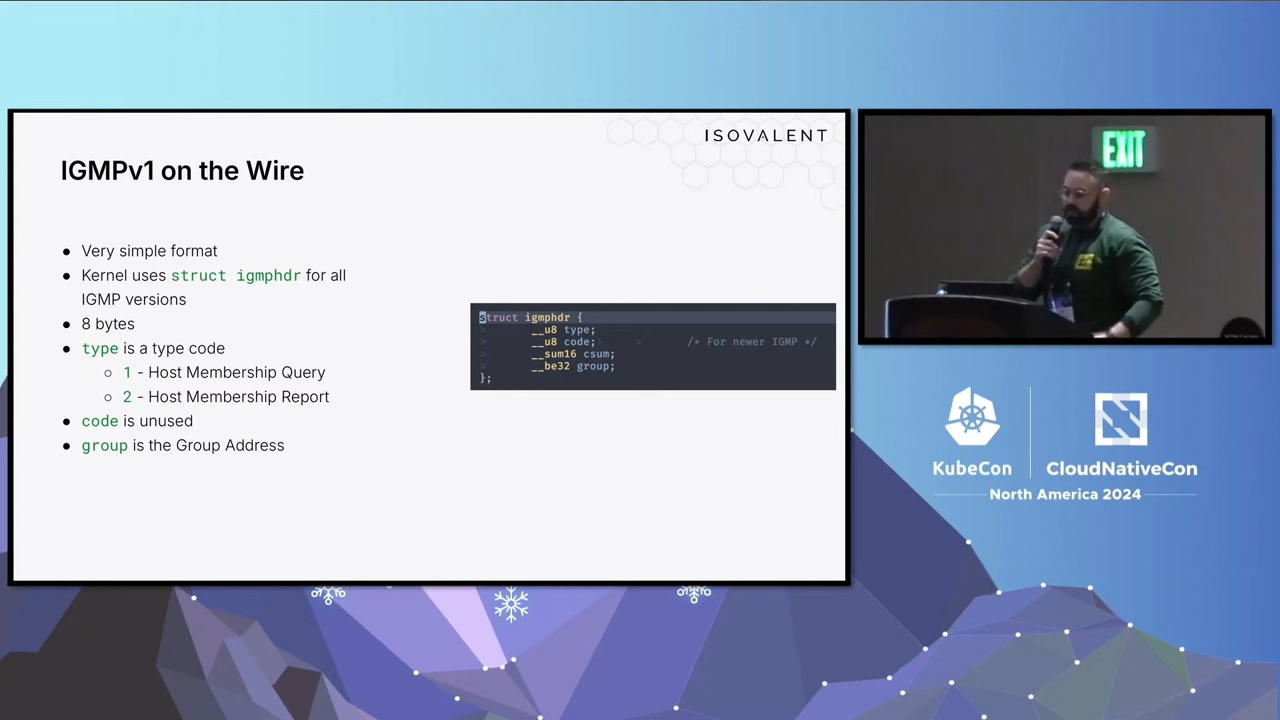 ISOVALENT
IGMPv1 on the Wire
● Very simple format
● Kernel uses struct igmphdr for all
IGMP versions
● 8 bytes
● type is a type code
○ 1 - Host Membership Query
○ 2 - Host Membership Report
● code is unused
● group is the Group Address
struct igmphdr {
> __u8 type;
> __u8 code; > > /* For newer IGMP */
> __sum16 csum;
> __be32 group;
};
EXIT
KubeCon
CloudNativeCon
North America 2024